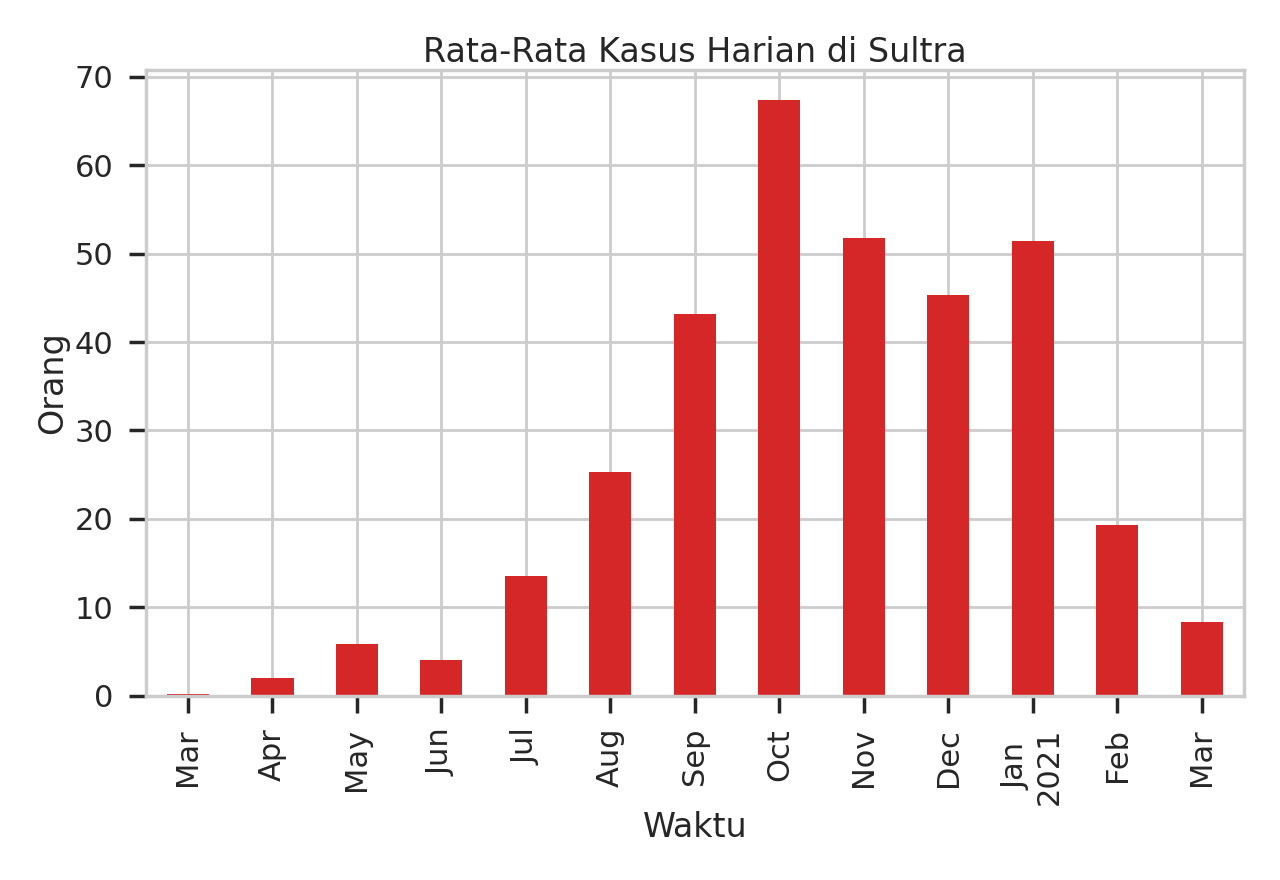 Rata-Rata Kasus Harian di Sultra
70
60
50
40
30
20
10
0
Orang
Mar
Apr
May
Jun
Jul
Aug
Sep
Oct
Nov
Dec
Jan
2021
Feb
Mar
Waktu